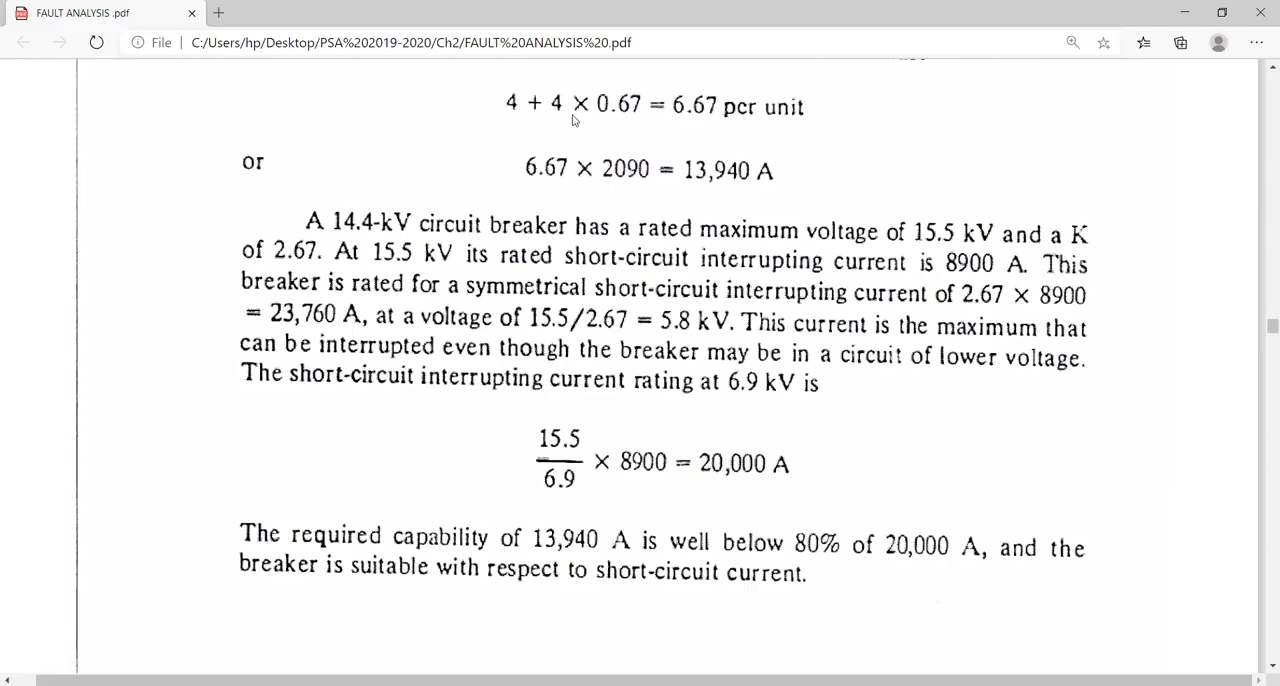 FAULT ANALYSIS .pdf
File | C:/Users/hp/Desktop/PSA%202019-2020/Ch2/FAULT%20ANALYSIS%20.pdf
4 + 4 × 0.67 = 6.67 per unit
or
6.67 × 2090 = 13,940 A
A 14.4-kV circuit breaker has a rated maximum voltage of 15.5 kV and a K
of 2.67. At 15.5 kV its rated short-circuit interrupting current is 8900 A. This
breaker is rated for a symmetrical short-circuit interrupting current of 2.67 × 8900
= 23,760 A, at a voltage of 15.5/2.67 = 5.8 kV. This current is the maximum that
can be interrupted even though the breaker may be in a circuit of lower voltage.
The short-circuit interrupting current rating at 6.9 kV is
15.5
6.9
× 8900 = 20,000 A
The required capability of 13,940 A is well below 80% of 20,000 A, and the
breaker is suitable with respect to short-circuit current.